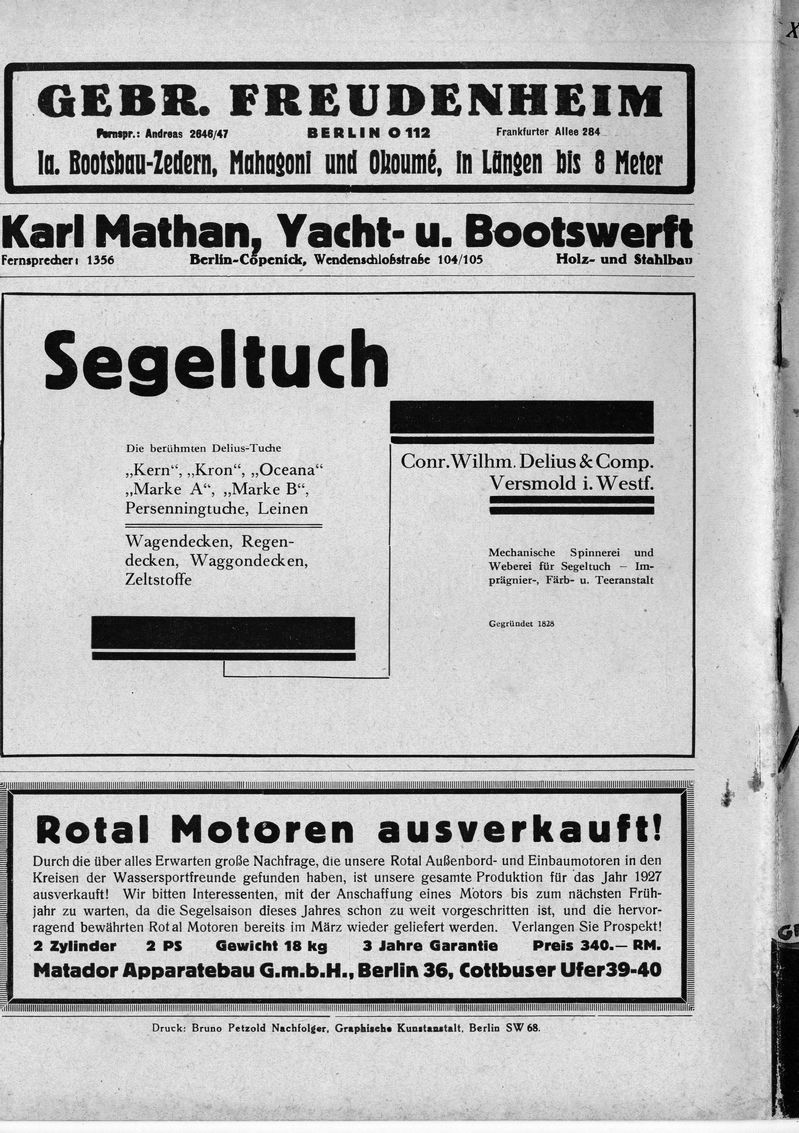 GEBR. FREUDENHEIM
Fernspr.: Andreas 2646/47 BERLIN O 112 Frankfurter Allee 284
Ia. Bootsbau-Zedern, Mahagoni und Okoumé, in Längen bis 8 Meter
Karl Mathan, Yacht- u. Bootswerft
Fernsprecher: 1356 Berlin-Cöpenick, Wendenschloßstraße 104/105 Holz- und Stahlbau
Segeltuch
Die berühmten Delius-Tuche
„Kern“, „Kron“, „Oceana“
„Marke A“, „Marke B“,
Persenningtuche, Leinen
Wagendecken, Regen-
decken, Waggondecken,
Zeltstoffe
Conr. Wilhm. Delius & Comp.
Versmold i. Westf.
Mechanische Spinnerei und
Weberei für Segeltuch – Im-
prägnier-, Färb- u. Teeranstalt
Gegründet 1828
Rotal Motoren ausverkauft!
Durch die über alles Erwarten große Nachfrage, die unsere Rotal Außenbord- und Einbaumotoren in den
Kreisen der Wassersportfreunde gefunden haben, ist unsere gesamte Produktion für das Jahr 1927
ausverkauft! Wir bitten Interessenten, mit der Anschaffung eines Motors bis zum nächsten Früh-
jahr zu warten, da die Segelsaison dieses Jahres schon zu weit vorgeschritten ist, und die hervor-
ragend bewährten Rotal Motoren bereits im März wieder geliefert werden. Verlangen Sie Prospekt!
2 Zylinder 2 PS Gewicht 18 kg 3 Jahre Garantie Preis 340.— RM.
Matador Apparatebau G.m.b.H., Berlin 36, Cottbuser Ufer 39-40
Druck: Bruno Petzold Nachfolger, Graphische Kunstanstalt, Berlin SW 68.